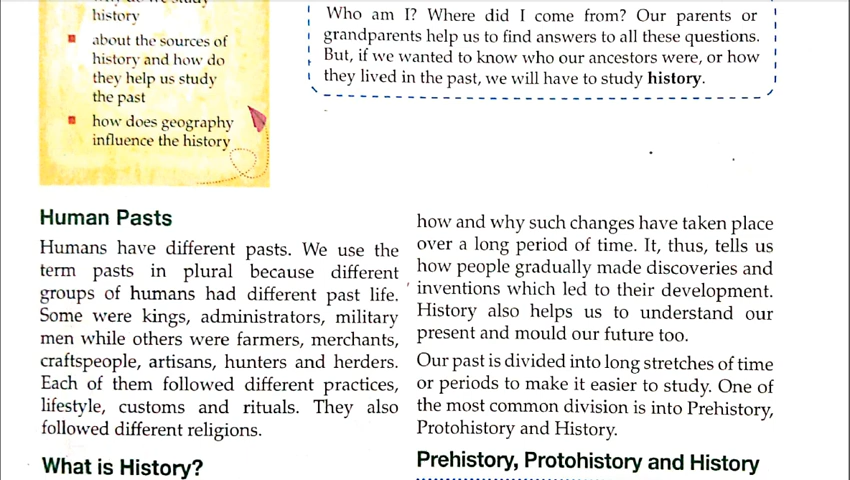 history
about the sources of
history and how do
they help us study
the past
how does geography
influence the history
Who am I? Where did I come from? Our parents or
grandparents help us to find answers to all these questions.
But, if we wanted to know who our ancestors were, or how
they lived in the past, we will have to study history.
Human Pasts
Humans have different pasts. We use the
term pasts in plural because different
groups of humans had different past life.
Some were kings, administrators, military
men while others were farmers, merchants,
craftspeople, artisans, hunters and herders.
Each of them followed different practices,
lifestyle, customs and rituals. They also
followed different religions.
What is History?
how and why such changes have taken place
over a long period of time. It, thus, tells us
how people gradually made discoveries and
inventions which led to their development.
History also helps us to understand our
present and mould our future too.
Our past is divided into long stretches of time
or periods to make it easier to study. One of
the most common division is into Prehistory,
Protohistory and History.
Prehistory, Protohistory and History